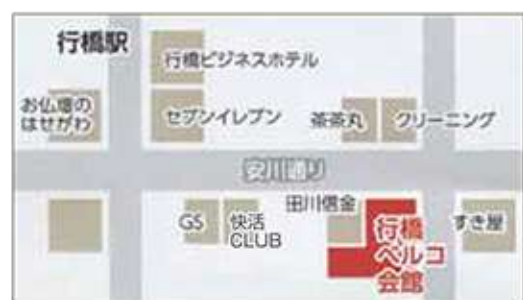 行橋駅
行橋ビジネスホテル
お仏壇の
はせがわ
セブンイレブン
茶茶丸
クリーニング
安川通り
GS
快活
CLUB
田川信金
行橋
ベルコ
会館
すき屋